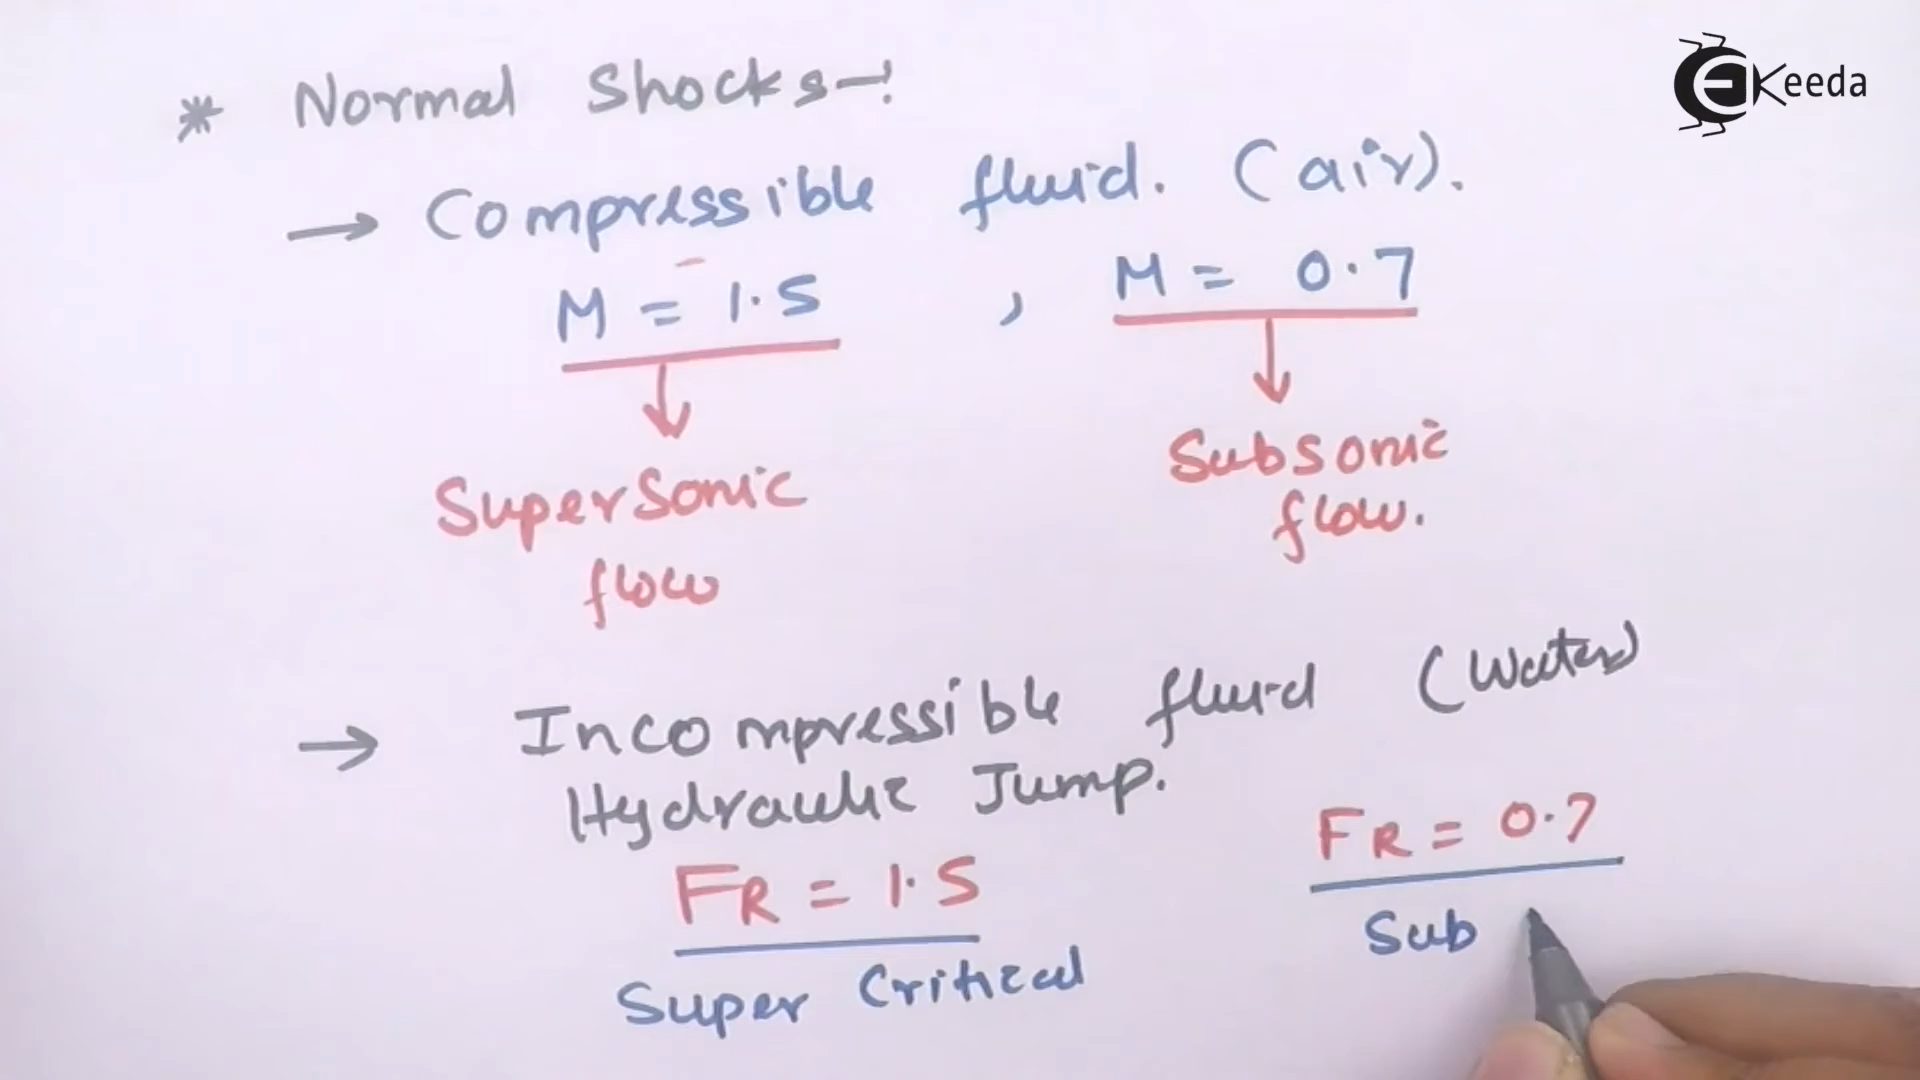 EKeeda
* Normal Shocks-!
→ Compressible fluid. (air).
M = 1.5 , M = 0.7
Supersonic flow
Subsonic flow.
→ Incompressible fluid (Water)
Hydraulic Jump.
FR = 1.5
FR = 0.7
Super Critical
Sub